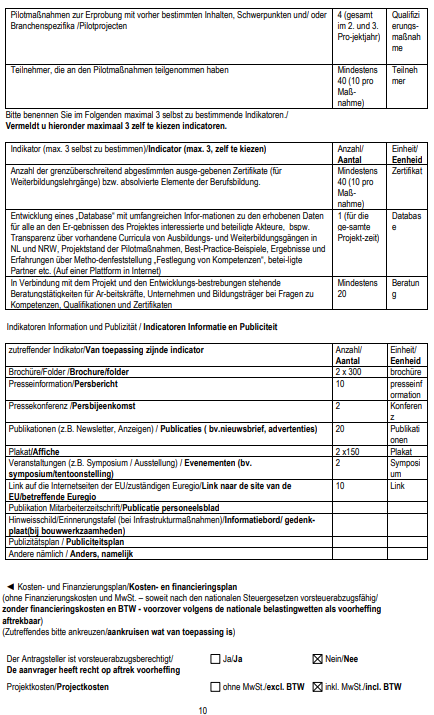 Pilotmaßnahmen zur Erprobung mit vorher bestimmten Inhalten, Schwerpunkten und/ oder Branchenspezifika /Pilotprojekten
4 (gesamt im 2. und 3. Pro-jektjahr)
Qualifizierungs-maßnahme
Teilnehmer, die an den Pilotmaßnahmen teilgenommen haben
Mindestens 40 (10 pro Maß-nahme)
Teilnehmer
Bitte benennen Sie im Folgenden maximal 3 selbst zu bestimmende Indikatoren./
Vermeldt u hieronder maximaal 3 zelf te kiezen indicatoren.
Indikator (max. 3 selbst zu bestimmen)/Indicator (max. 3, zelf te kiezen)
Anzahl/ Aantal
Einheit/ Eenheid
Anzahl der grenzüberschreitend abgestimmten ausge-gebenen Zertifikate (für Weiterbildungslehrgänge) bzw. absolvierte Elemente der Berufsbildung.
Mindestens 40 (10 pro Maß-nahme)
Zertifikat
Entwicklung eines „Database“ mit umfangreichen Infor-mationen zu den erhobenen Daten für alle an den Er-gebnissen des Projektes interessierte und beteiligte Akteure, bspw. Transparenz über vorhandene Curricula von Ausbildungs- und Weiterbildungsgängen in NL und NRW, Projektstand der Pilotmaßnahmen, Best-Practice-Beispiele, Ergebnisse und Erfahrungen über Metho-denfeststellung „Festlegung von Kompetenzen“, betei-ligte Partner etc. (Auf einer Plattform in Internet)
1 (für die ge-samte Projekt-zeit)
Database
In Verbindung mit dem Projekt und den Entwicklungs-bestrebungen stehende Beratungstätigkeiten für Ar-beitskräfte, Unternehmen und Bildungsträger bei Fragen zu Kompetenzen, Qualifikationen und Zertifikaten
Mindestens 20
Beratung
Indikatoren Information und Publizität / Indicatoren Informatie en Publiciteit
zutreffender Indikator/Van toepassing zijnde indicator
Anzahl/ Aantal
Einheit/ Eenheid
Brochüre/Folder /Brochure/folder
2 x 300
brochüre
Presseinformation/Persbericht
10
presseinformation
Pressekonferenz /Persbijeenkomst
2
Konferenz
Publikationen (z.B. Newsletter, Anzeigen) / Publicaties ( bv.nieuwsbrief, advertenties)
20
Publikationen
Plakat/Affiche
2 x150
Plakat
Veranstaltungen (z.B. Symposium / Ausstellung) / Evenementen (bv. symposium/tentoonstelling)
2
Symposium
Link auf die Internetseiten der EU/zuständigen Euregio/Link naar de site van de EU/betreffende Euregio
10
Link
Publikation Mitarbeiterzeitschrift/Publicatie personeelsblad
Hinweisschild/Erinnerungstafel (bei Infrastrukturmaßnahmen)/Informatiebord/ gedenk-plaat(bij bouwwerkzaamheden)
Publizitätsplan / Publiciteitsplan
Andere nämlich / Anders, namelijk
◄ Kosten- und Finanzierungsplan/Kosten- en financieringsplan
(ohne Finanzierungskosten und MwSt. – soweit nach den nationalen Steuergesetzen vorsteuerabzugsfähig/
zonder financieringskosten en BTW - voorzover volgens de nationale belastingwetten als voorheffing
aftrekbaar)
(Zutreffendes bitte ankreuzen/aankruisen wat van toepassing is)
Der Antragsteller ist vorsteuerabzugsberechtigt/ ☐ Ja/Ja ☒ Nein/Nee
De aanvrager heeft recht op aftrek voorheffing
Projektkosten/Projectkosten ☐ ohne MwSt./excl. BTW ☒ inkl. MwSt./incl. BTW
10